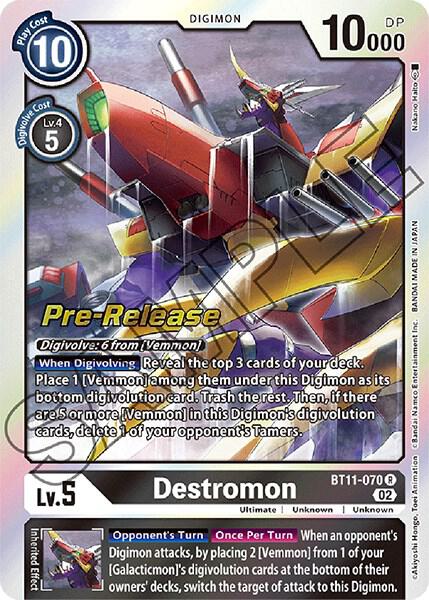 Play Cost
10
DIGIMON
10000
DP
Digivolve Cost
Lv.4
5
Nakano Haito
SAMPLE
Pre-Release
Digivolve: 6 from [Vemmon]
When Digivolving Reveal the top 3 cards of your deck.
Place 1 [Vemmon] among them under this Digimon as its
bottom digivolution card. Trash the rest. Then, if there
are 5 or more [Vemmon] in this Digimon's digivolution
cards, delete 1 of your opponent's Tamers.
©Akiyoshi Hongo, Toei Animation ©Bandai Namco Entertainment Inc. BANDAI MADE IN JAPAN
Lv.5
Destromon
BT11-070 R
02
Ultimate | Unknown | Unknown
Inherited Effect
Opponent's Turn Once Per Turn When an opponent's
Digimon attacks, by placing 2 [Vemmon] from 1 of your
[Galacticmon]'s digivolution cards at the bottom of their
owners' decks, switch the target of attack to this Digimon.